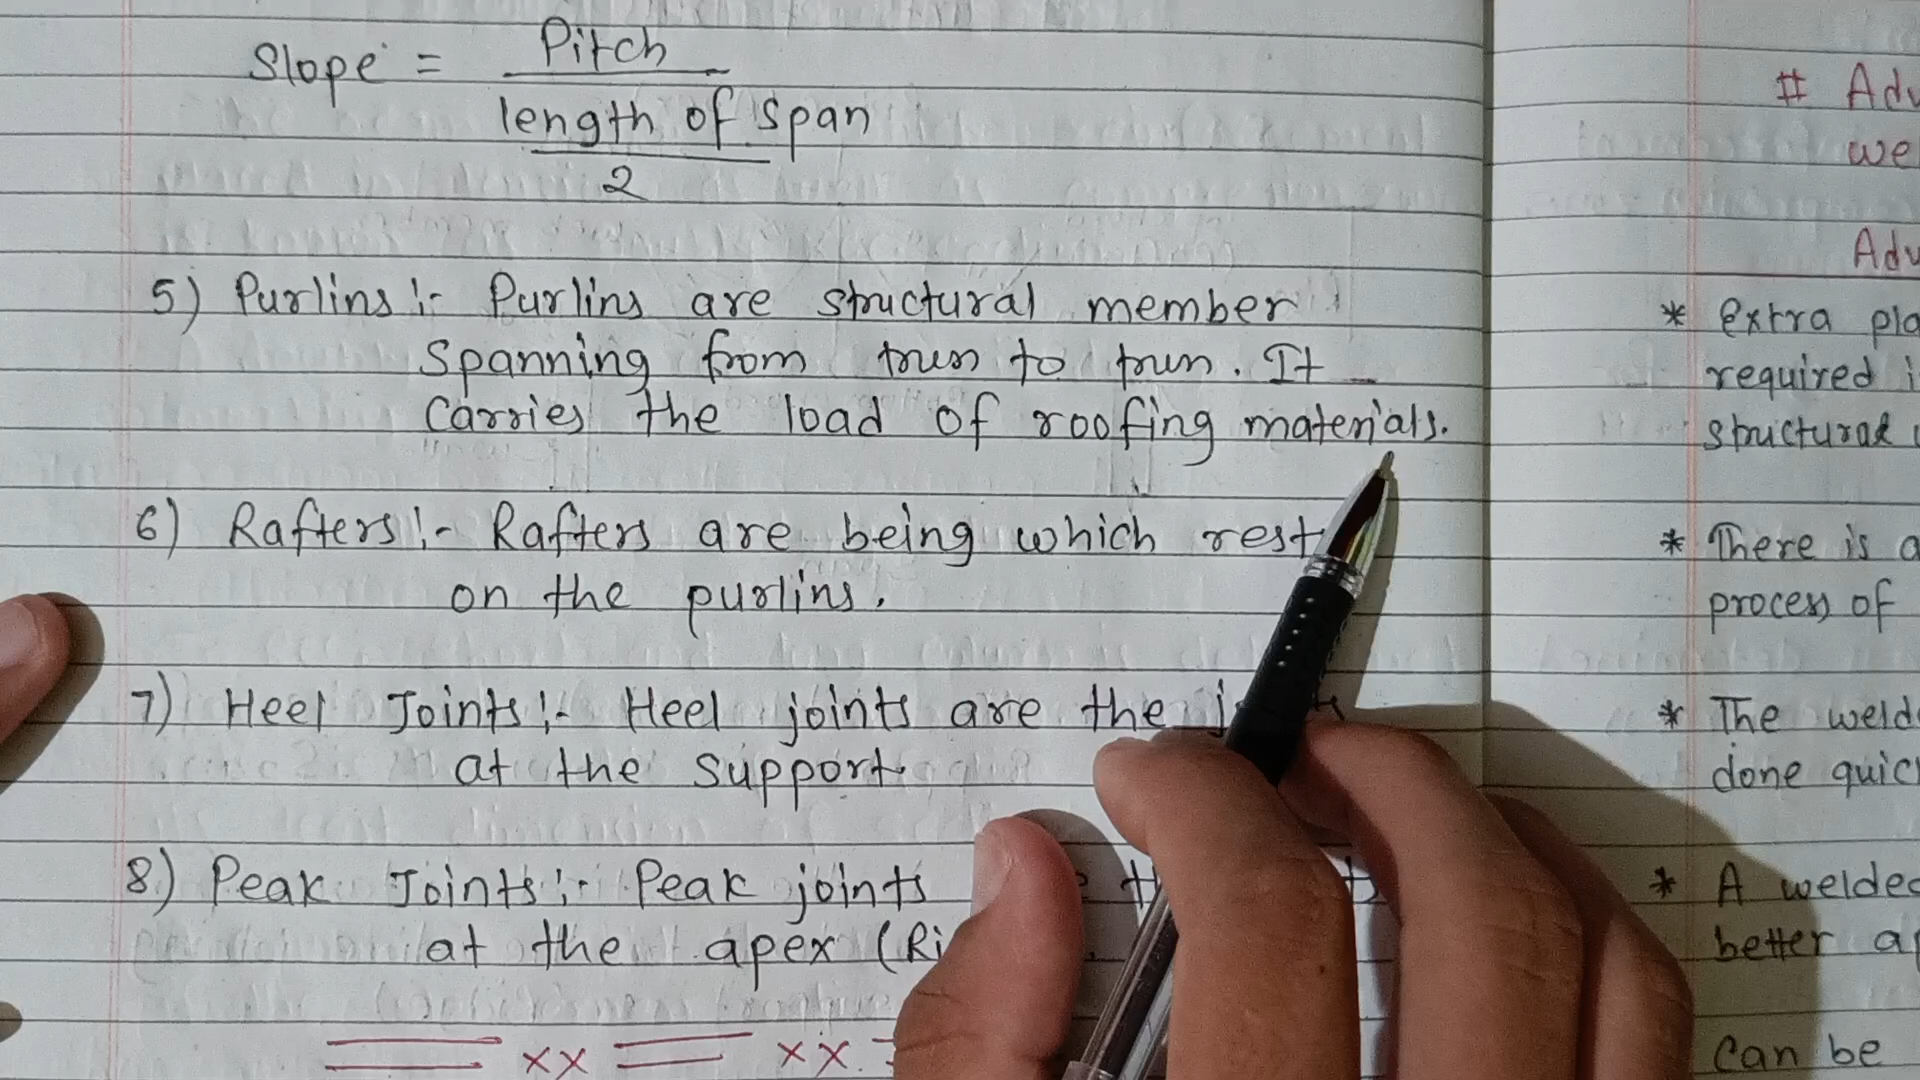 Slope = Pitch
length of span
2
5) Purlins :- Purlins are structural member
spanning from truss to truss. It
carries the load of roofing materials.
6) Rafters :- Rafters are being which rest
on the purlins.
7) Heel Joints :- Heel joints are the
at the support.
8) Peak Joints :- Peak joints
at the apex
xx xx
# Adv
we
Adv
* extra pla
required i
structural
* There is a
process of
* The welde
done quic
* A welded
better ap
can be